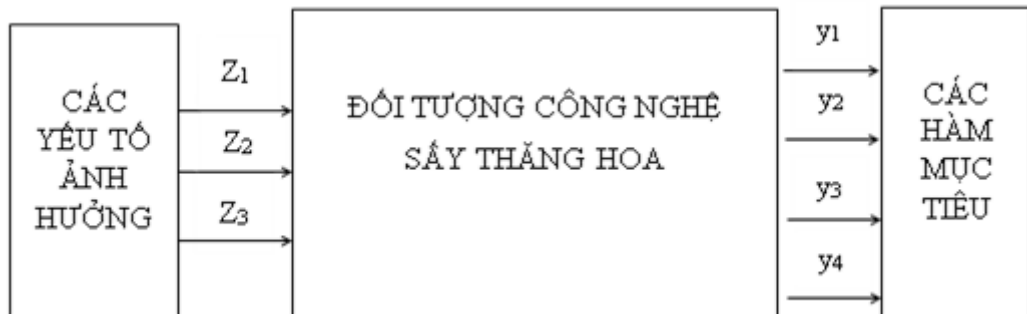 CÁC
YẾU TỐ
ẢNH
HƯỞNG
Z1
Z2
Z3
ĐỐI TƯỢNG CÔNG NGHỆ
SẤY THĂNG HOA
y1
y2
y3
y4
CÁC
HÀM
MỤC
TIÊU